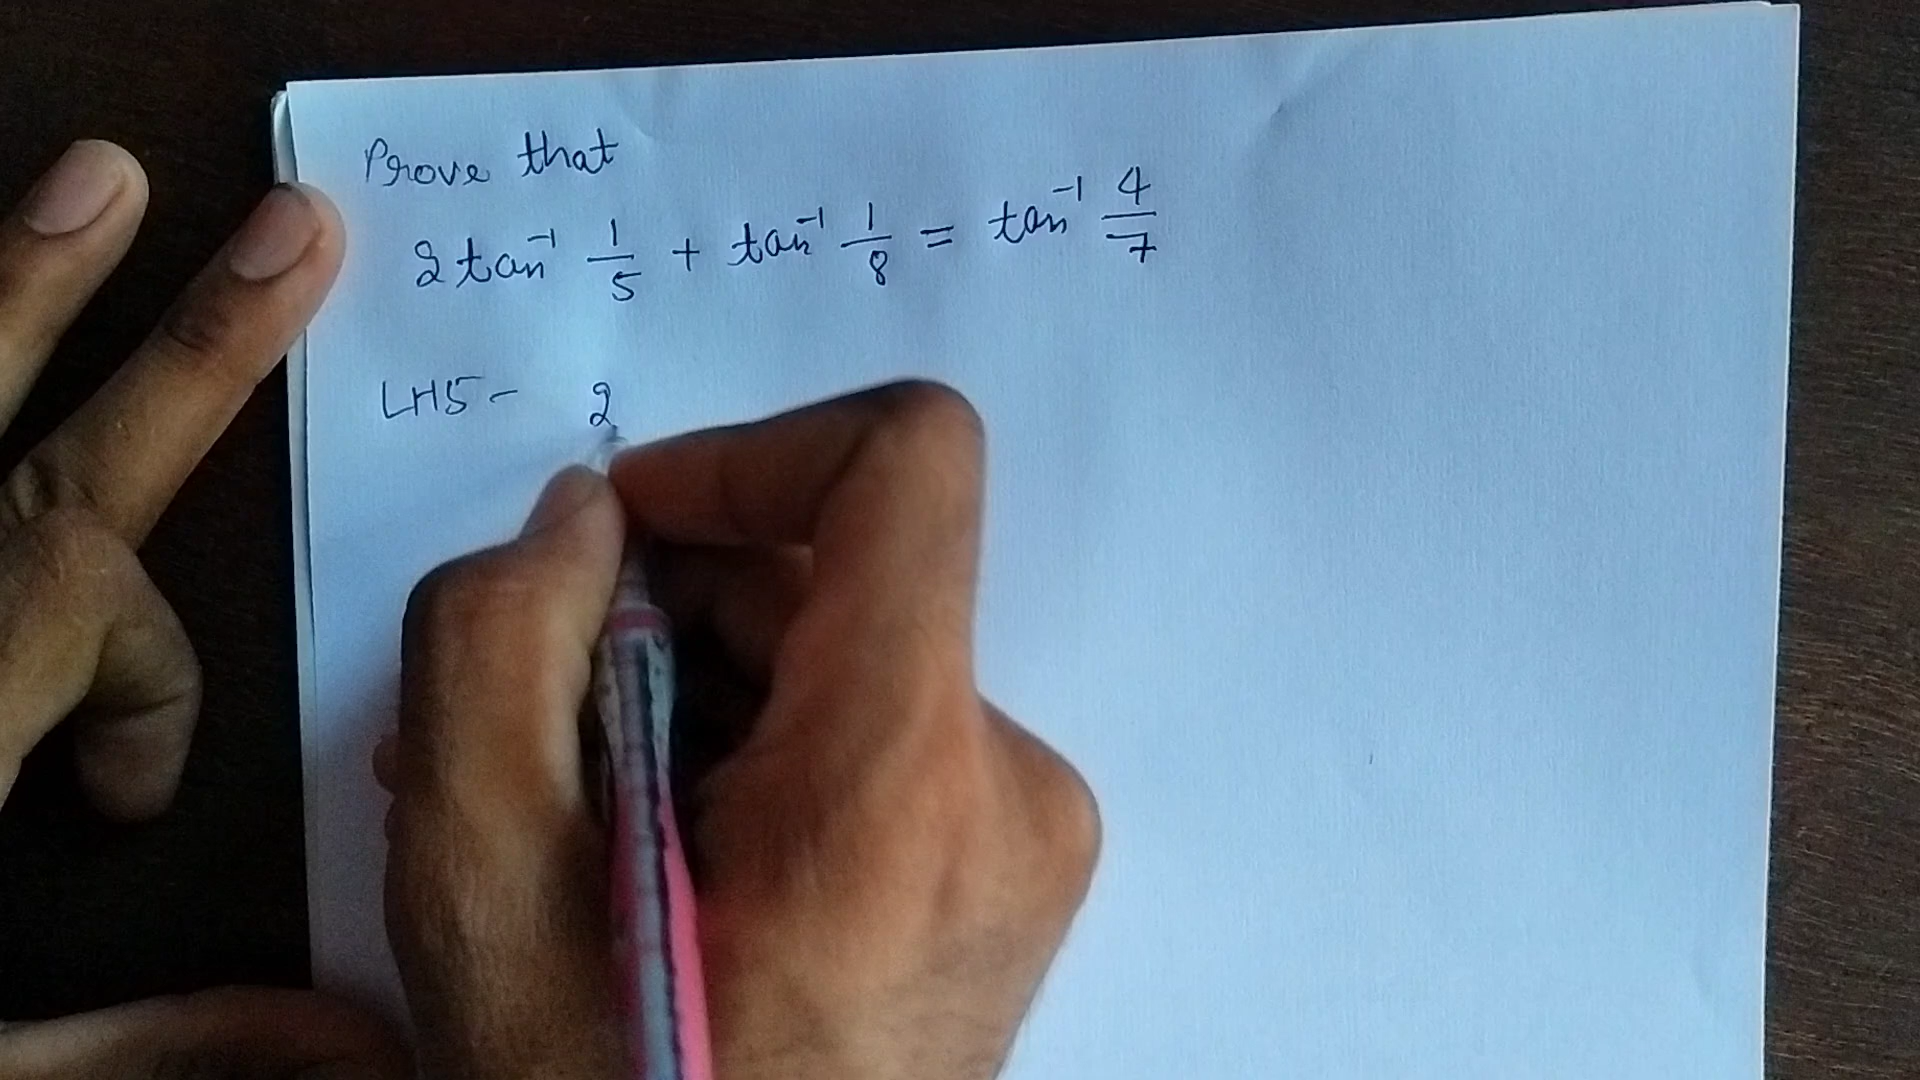 Prove that
2 tan⁻¹ 1/5 + tan⁻¹ 1/8 = tan⁻¹ 4/7
LHS - 2